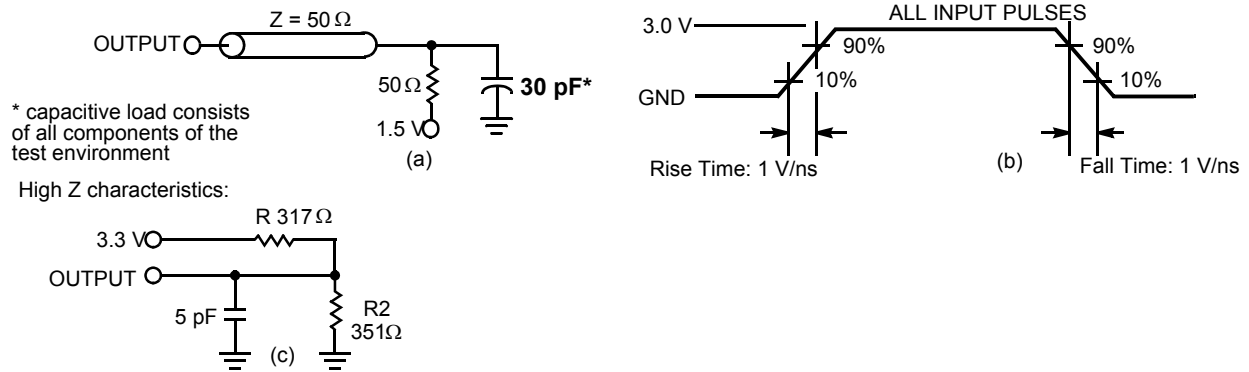 Z = 50 Ω
OUTPUT
50 Ω
30 pF*
1.5 V
(a)
* capacitive load consists
of all components of the
test environment
High Z characteristics:
R 317 Ω
3.3 V
OUTPUT
5 pF
R2
351Ω
(c)
ALL INPUT PULSES
3.0 V
90%
90%
10%
10%
GND
Rise Time: 1 V/ns
(b)
Fall Time: 1 V/ns